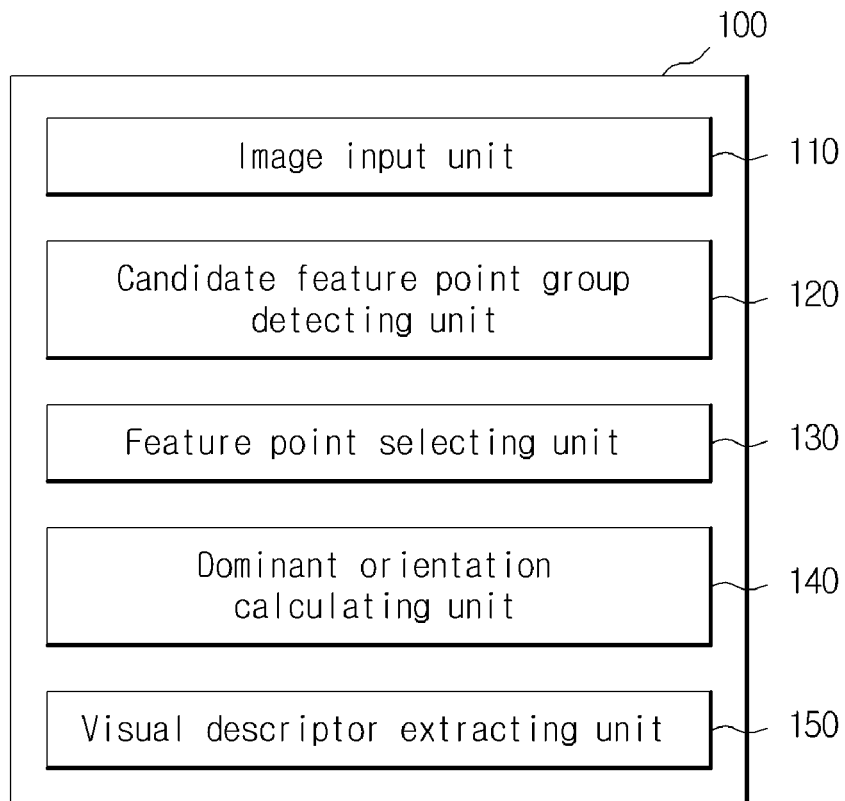 100
Image input unit
110
Candidate feature point group
detecting unit
120
Feature point selecting unit
130
Dominant orientation
calculating unit
140
Visual descriptor extracting unit
150